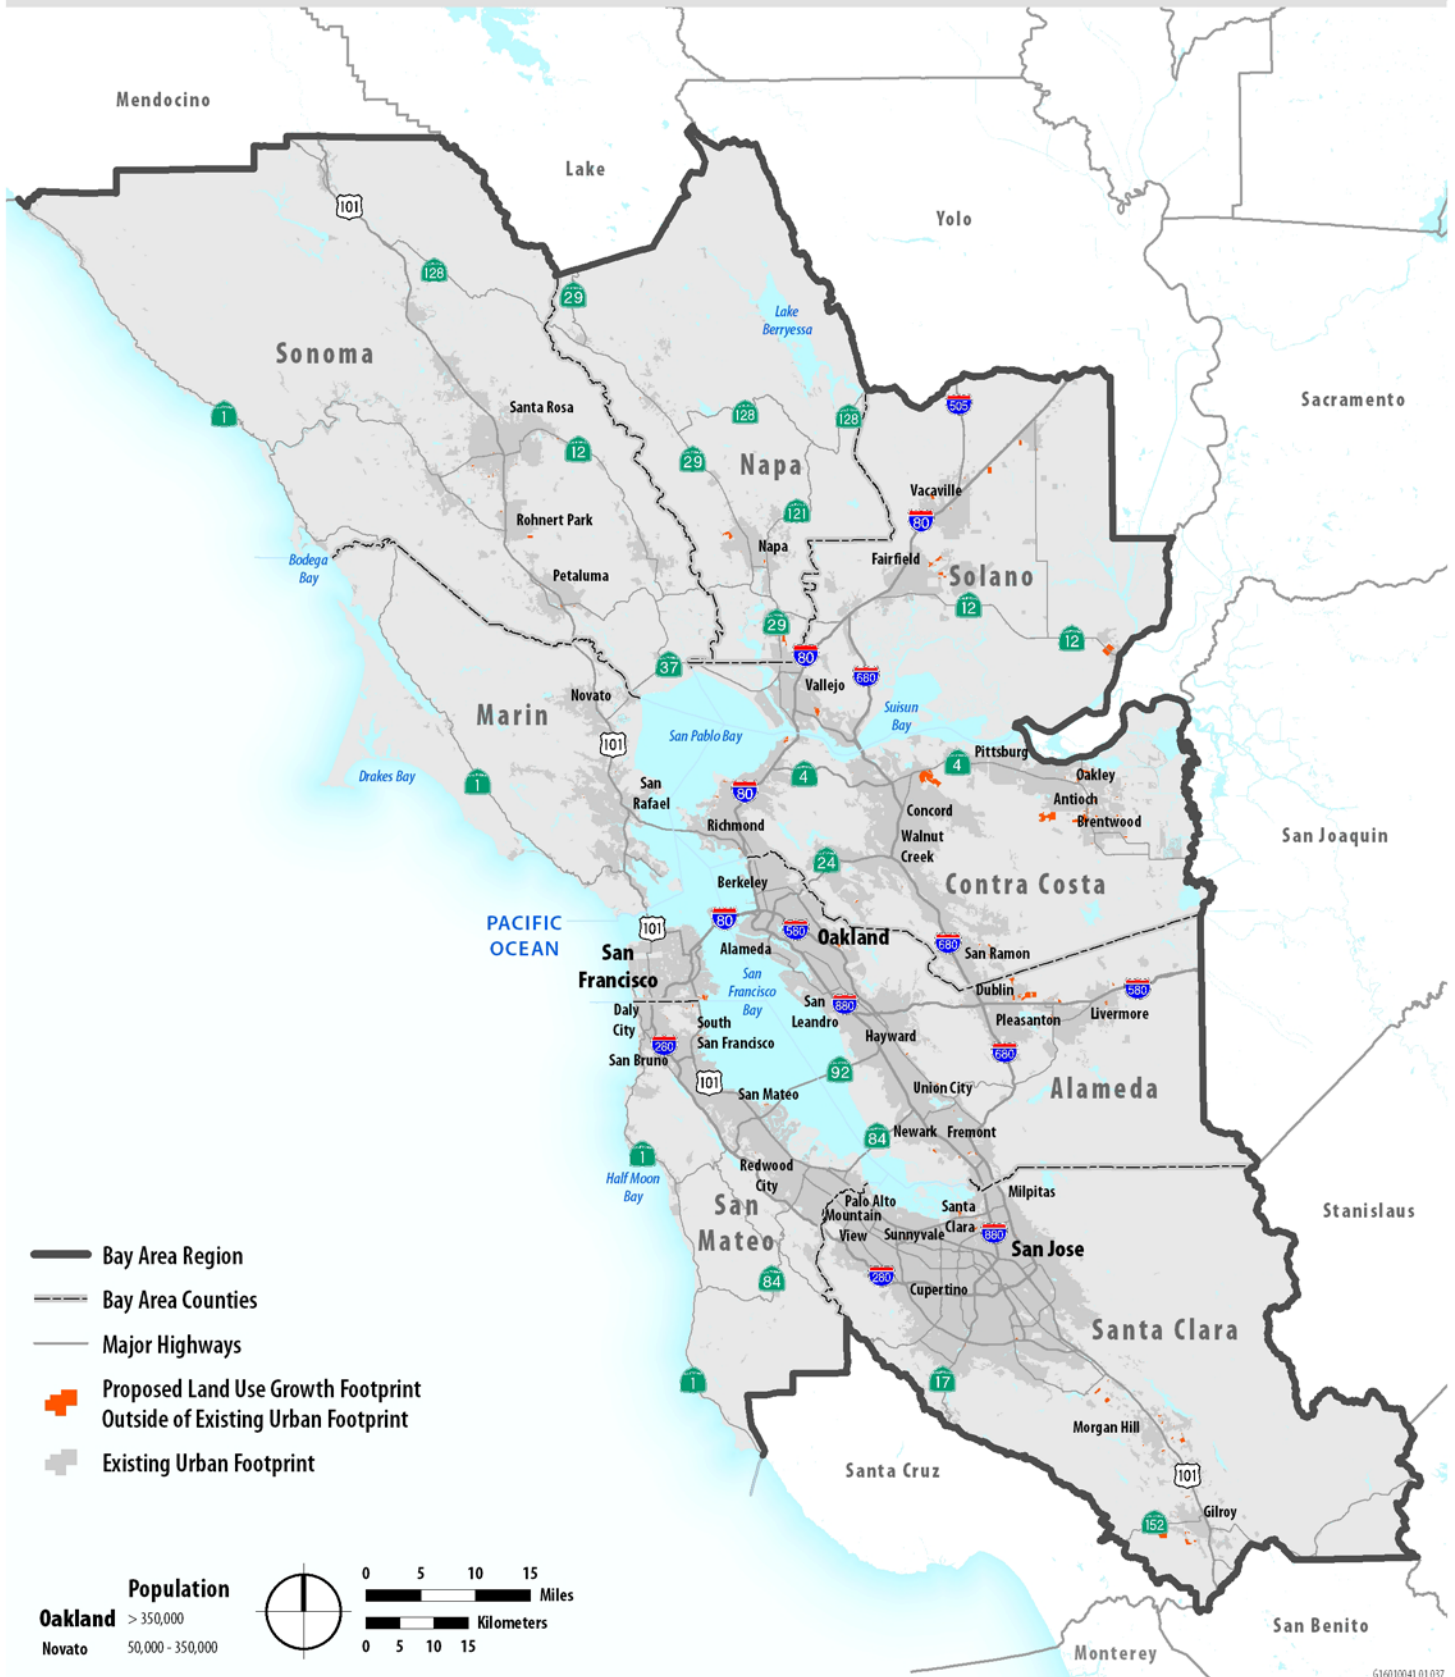 Mendocino
Lake
Yolo
101
128
29
Lake
Berryessa
Sonoma
Sacramento
1
Santa Rosa
128
128
505
12
29
Napa
Vacaville
121
80
Rohnert Park
Napa
Fairfield
Bodega
Bay
Petaluma
Solano
12
29
12
37
80
680
Novato
Vallejo
Marin
Suisun
Bay
San Pablo Bay
101
Pittsburg
Drakes Bay
1
San
Rafael
4
4
Oakley
80
Antioch
Concord
Richmond
Brentwood
Walnut
Creek
San Joaquin
24
Berkeley
Contra Costa
PACIFIC
OCEAN
101
80
580
Oakland
680
Alameda
San
Francisco
San Ramon
San
Francisco
Bay
Dublin
580
San
Leandro
880
Daly
City
Pleasanton
Livermore
South
San Francisco
Hayward
280
San Bruno
680
92
101
San Mateo
Union City
Alameda
84
Newark
Fremont
1
Redwood
City
Half Moon
Bay
Milpitas
San
Mateo
Palo Alto
Mountain
View
Santa
Clara
Sunnyvale
Stanislaus
880
San Jose
280
84
Cupertino
Santa Clara
1
17
Morgan Hill
Santa Cruz
101
152
Gilroy
San Benito
Monterey
Bay Area Region
Bay Area Counties
Major Highways
Proposed Land Use Growth Footprint
Outside of Existing Urban Footprint
Existing Urban Footprint
Population
Oakland > 350,000
Novato 50,000 - 350,000
0 5 10 15
Miles
Kilometers
0 5 10 15
G16010041.01.037